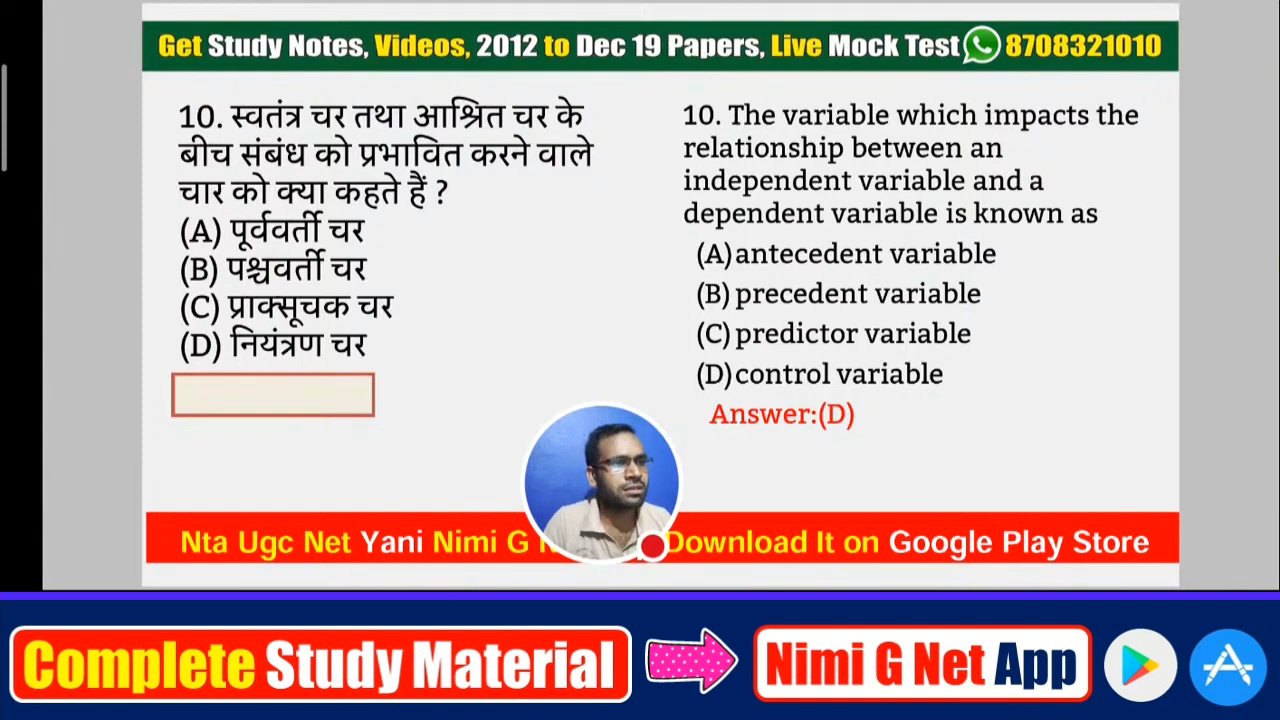 Get Study Notes, Videos, 2012 to Dec 19 Papers, Live Mock Test 8708321010
10. स्वतंत्र चर तथा आश्रित चर के
बीच संबंध को प्रभावित करने वाले
चार को क्या कहते हैं ?
(A) पूर्ववर्ती चर
(B) पश्चवर्ती चर
(C) प्राक्सूचक चर
(D) नियंत्रण चर
10. The variable which impacts the
relationship between an
independent variable and a
dependent variable is known as
(A) antecedent variable
(B) precedent variable
(C) predictor variable
(D) control variable
Answer:(D)
Nta Ugc Net Yani Nimi G Download It on Google Play Store
Complete Study Material
Nimi G Net App